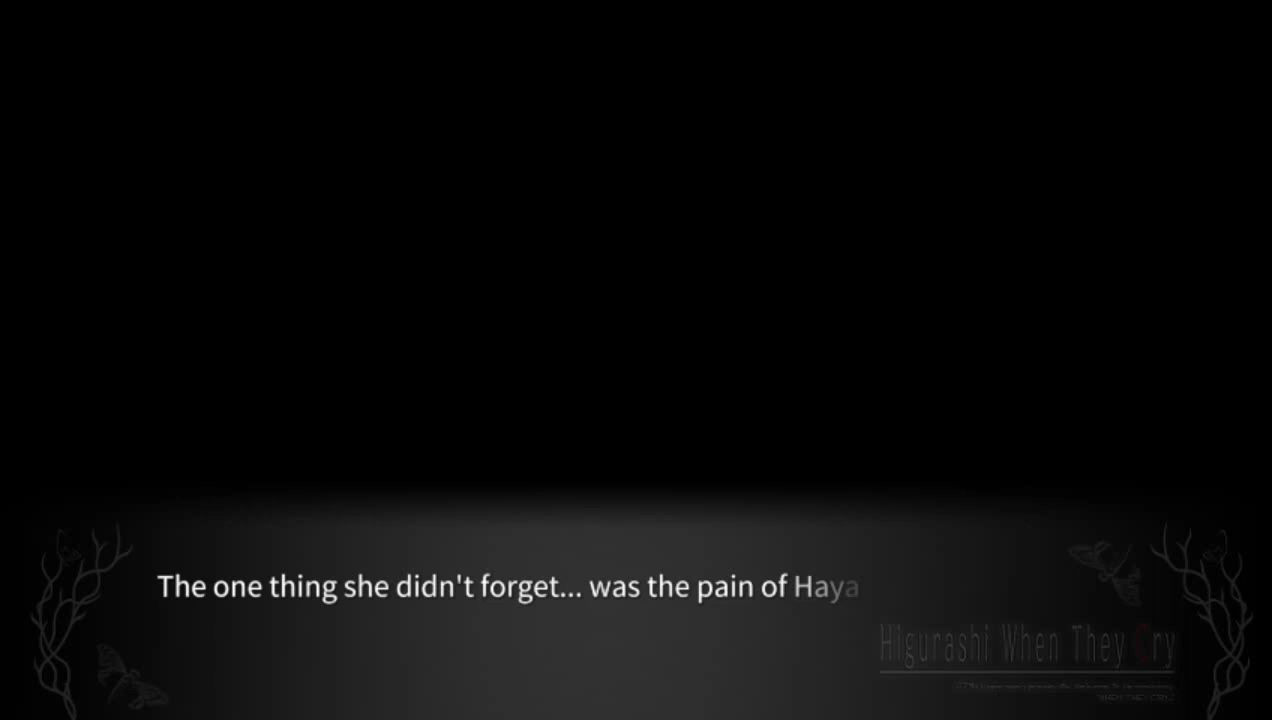 The one thing she didn't forget... was the pain of Haya
Higurashi When They Cry